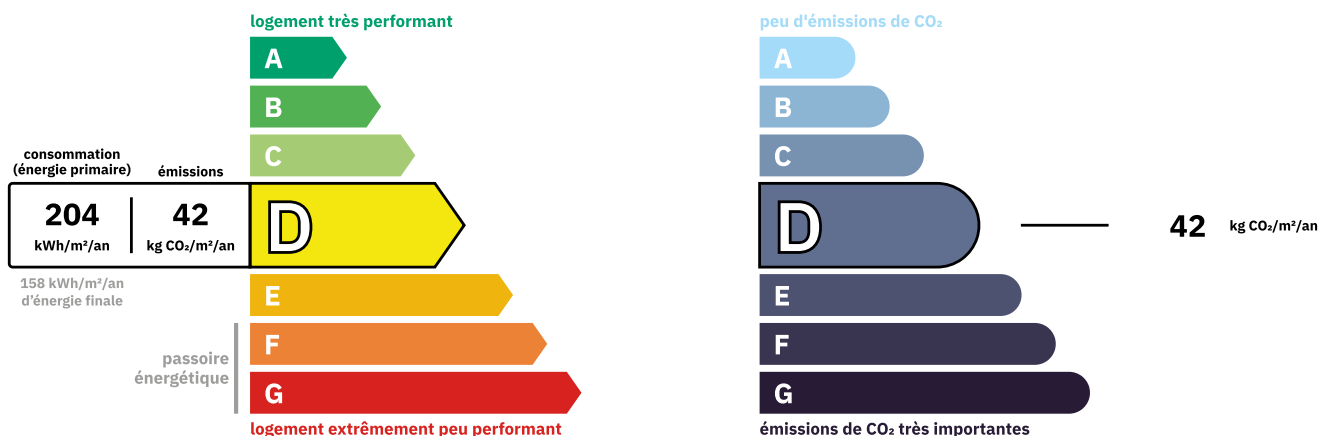 logement très performant
A
B
C
consommation
(énergie primaire)
émissions
204
kWh/m²/an
42
kg CO₂/m²/an
D
158 kWh/m²/an
d'énergie finale
E
passoire
énergétique
F
G
logement extrêmement peu performant
peu d'émissions de CO₂
A
B
C
D
42 kg CO₂/m²/an
E
F
G
émissions de CO₂ très importantes